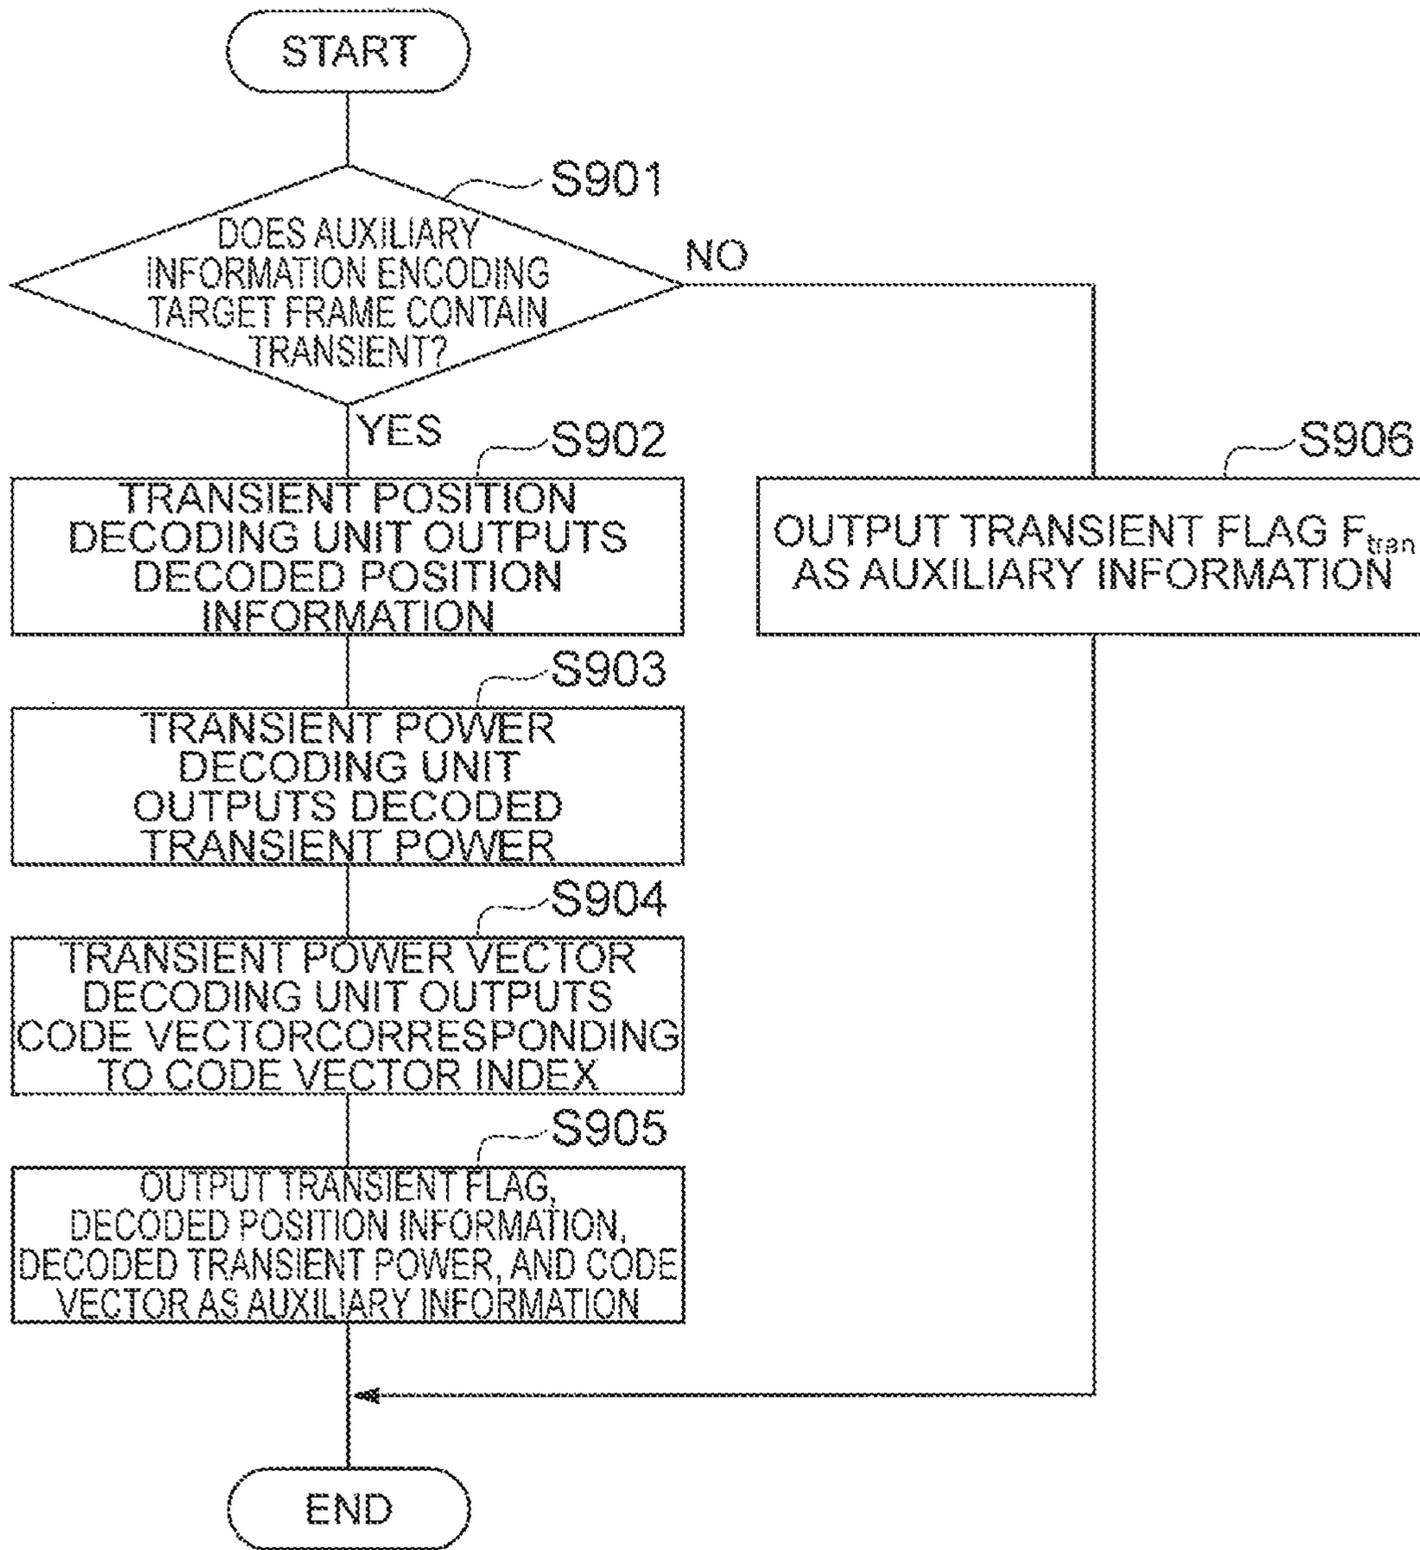 START
S901
DOES AUXILIARY
INFORMATION ENCODING
TARGET FRAME CONTAIN
TRANSIENT?
NO
YES
S902
TRANSIENT POSITION
DECODING UNIT OUTPUTS
DECODED POSITION
INFORMATION
S906
OUTPUT TRANSIENT FLAG F_tran
AS AUXILIARY INFORMATION
S903
TRANSIENT POWER
DECODING UNIT
OUTPUTS DECODED
TRANSIENT POWER
S904
TRANSIENT POWER VECTOR
DECODING UNIT OUTPUTS
CODE VECTORCORRESPONDING
TO CODE VECTOR INDEX
S905
OUTPUT TRANSIENT FLAG,
DECODED POSITION INFORMATION,
DECODED TRANSIENT POWER, AND CODE
VECTOR AS AUXILIARY INFORMATION
END